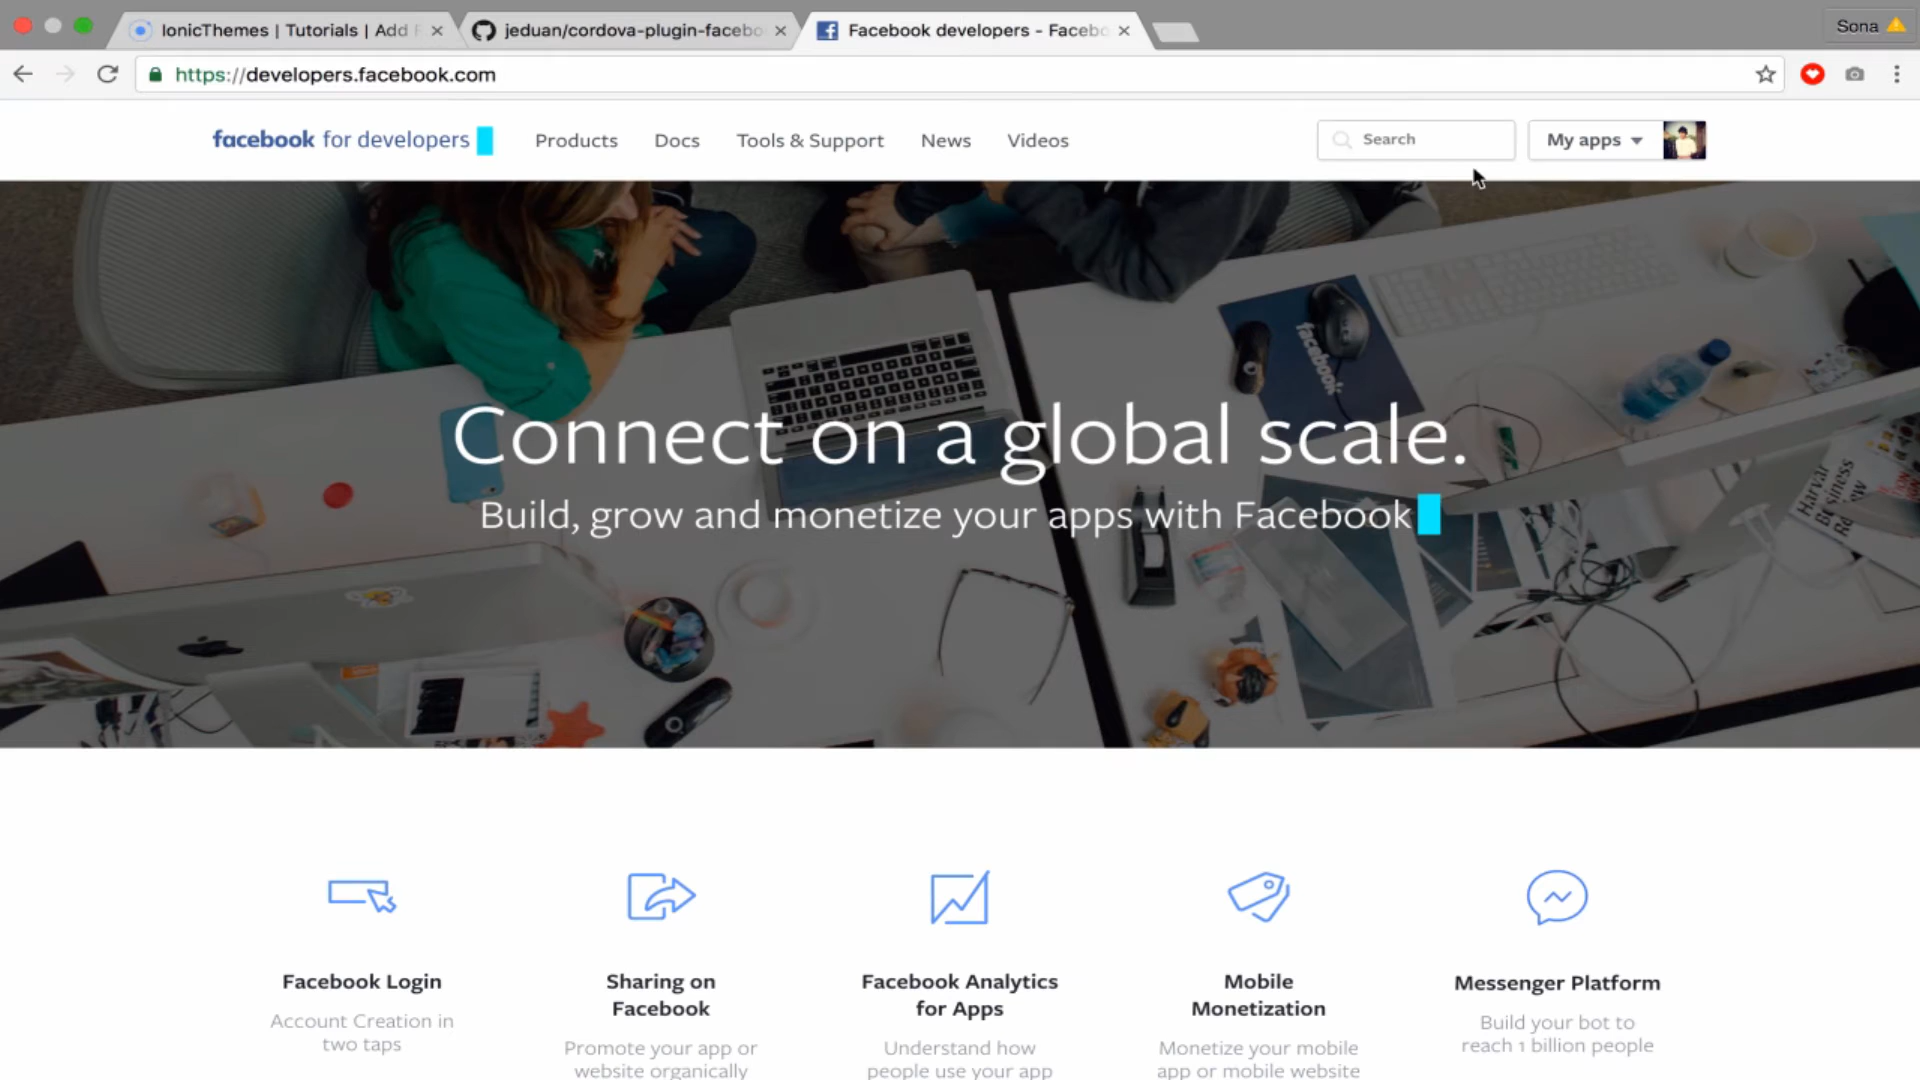 IonicThemes | Tutorials | Add
jeduan/cordova-plugin-facebo
Facebook developers - Facebo
Sona
https://developers.facebook.com
facebook for developers
Products
Docs
Tools & Support
News
Videos
Search
My apps
facebook
Harvard
Business
Connect on a global scale.
Build, grow and monetize your apps with Facebook
Facebook Login
Account Creation in
two taps
Sharing on
Facebook
Promote your app or
website organically
Facebook Analytics
for Apps
Understand how
people use your app
Mobile
Monetization
Monetize your mobile
app or mobile website
Messenger Platform
Build your bot to
reach 1 billion people